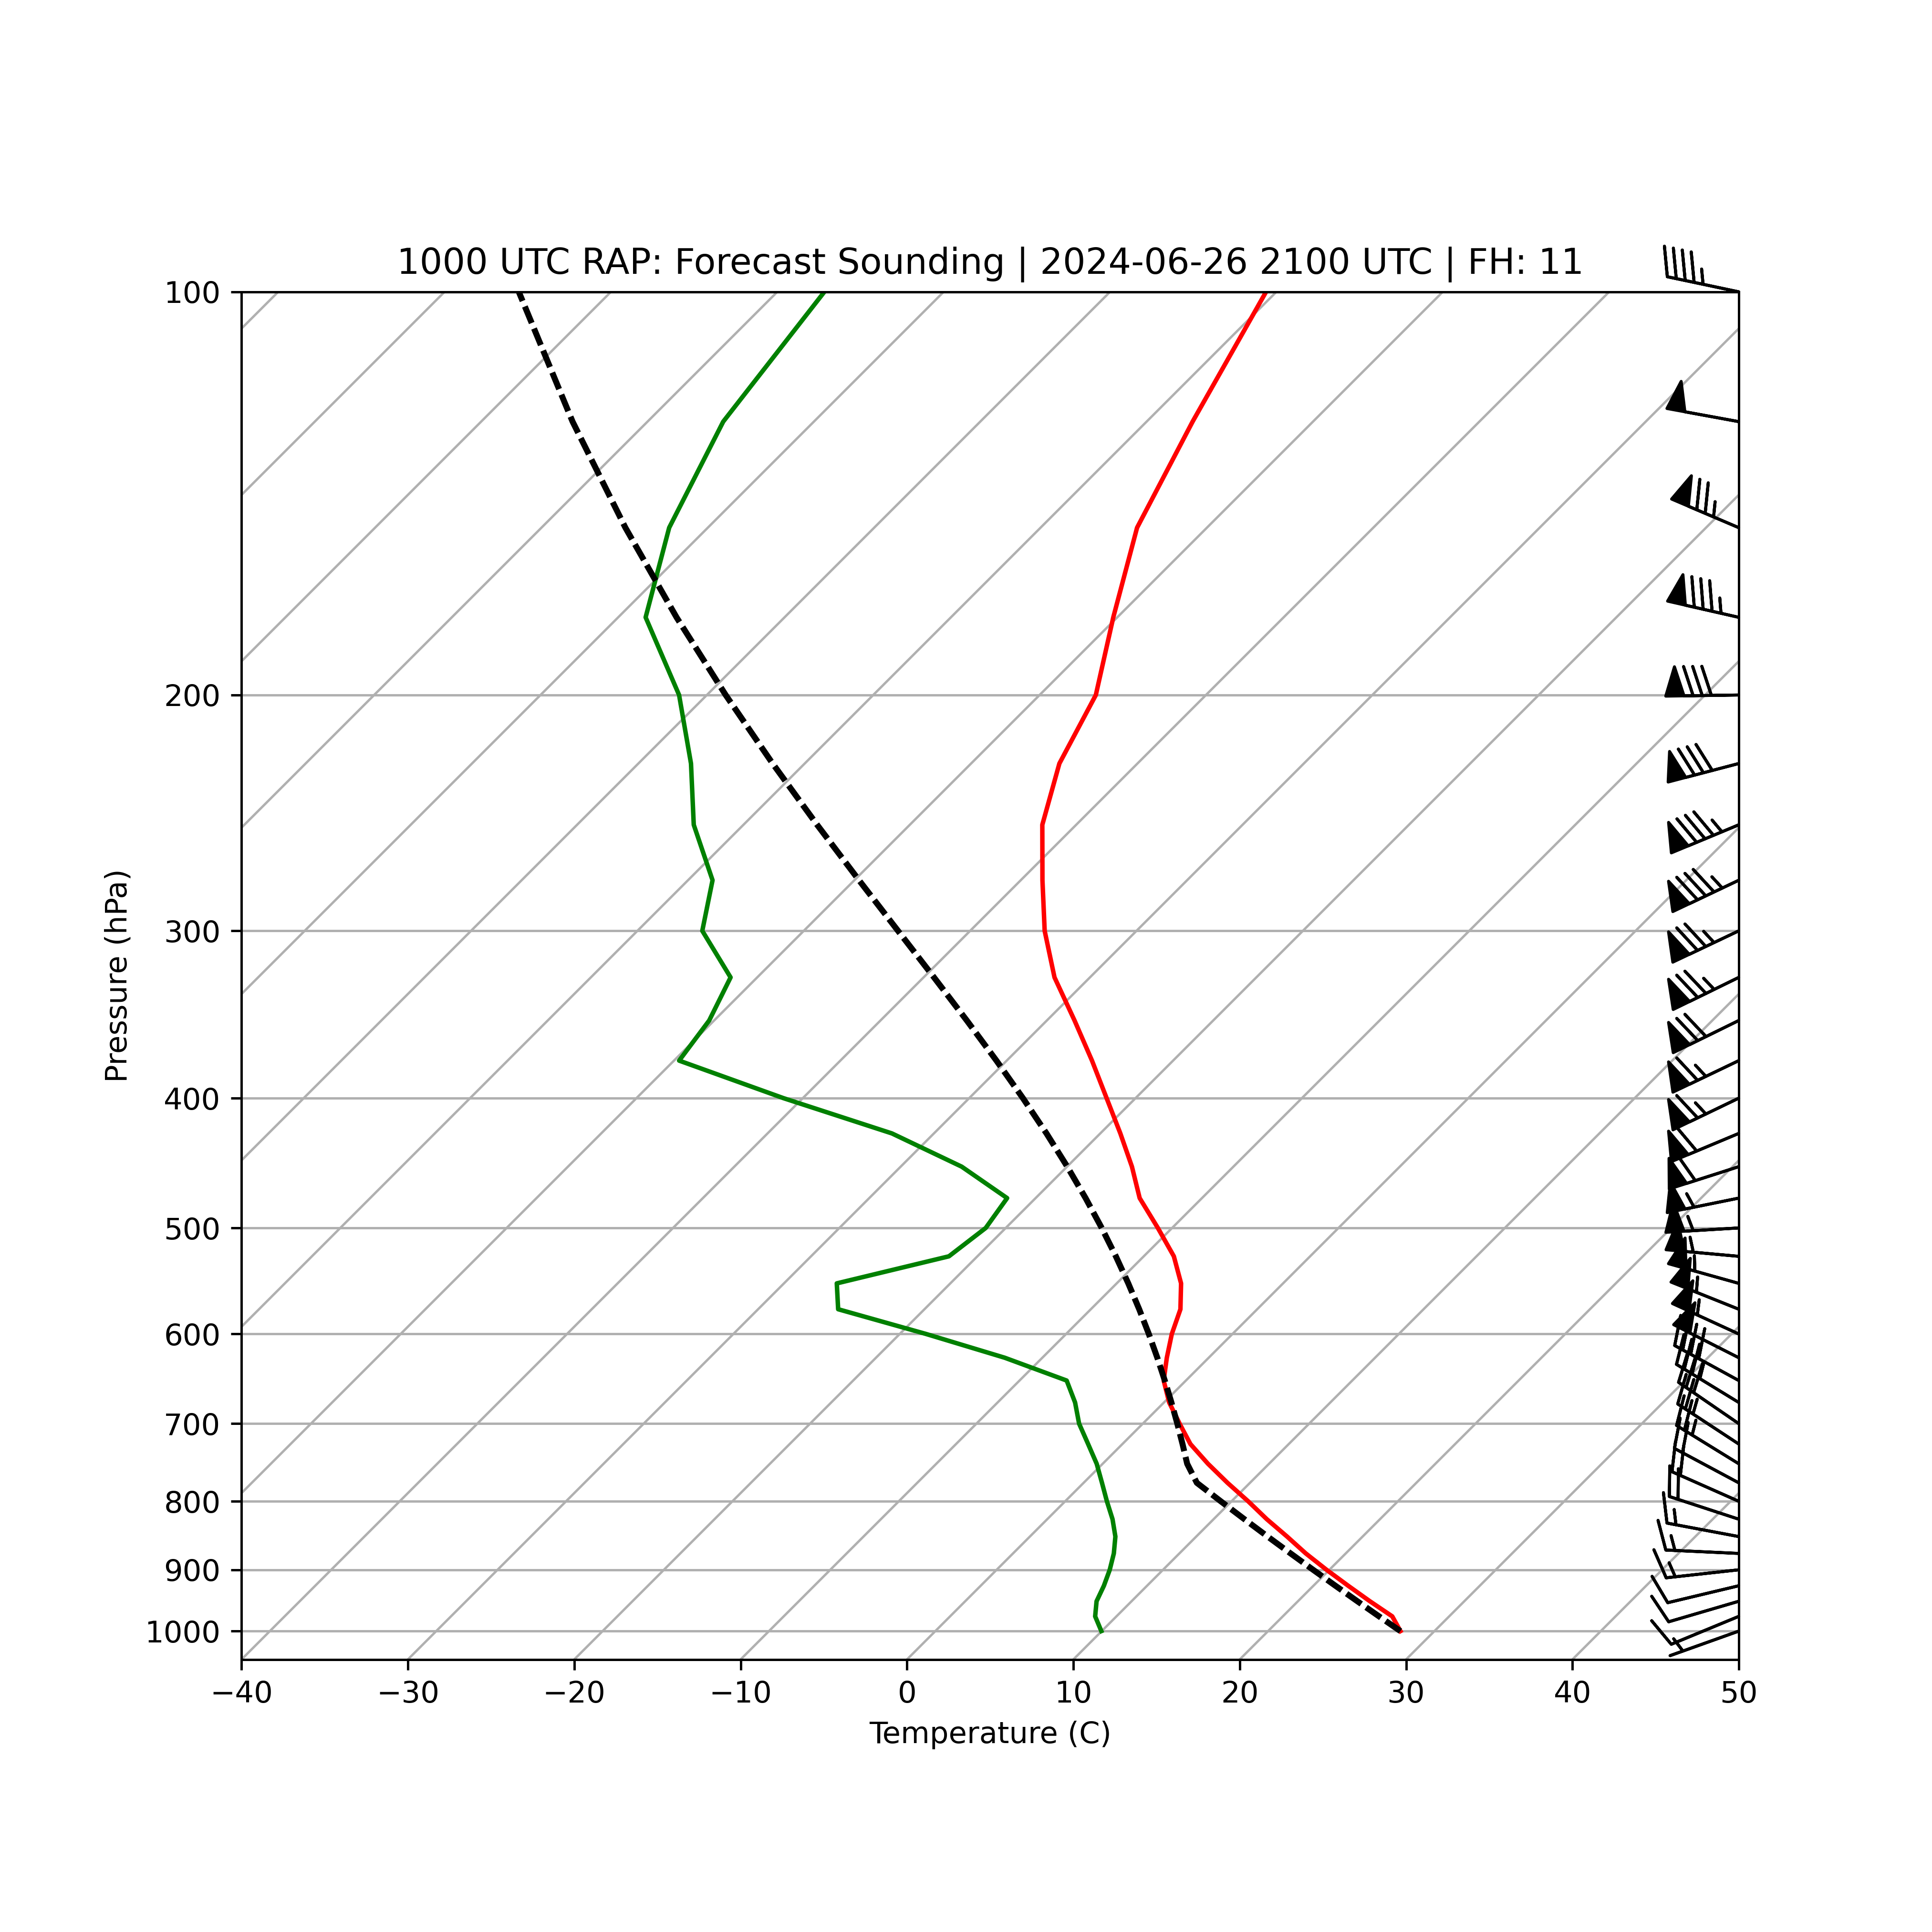 1000 UTC RAP: Forecast Sounding | 2024-06-26 2100 UTC | FH: 11
100
200
300
400
500
600
700
800
900
1000
Pressure (hPa)
−40 −30 −20 −10 0 10 20 30 40 50
Temperature (C)